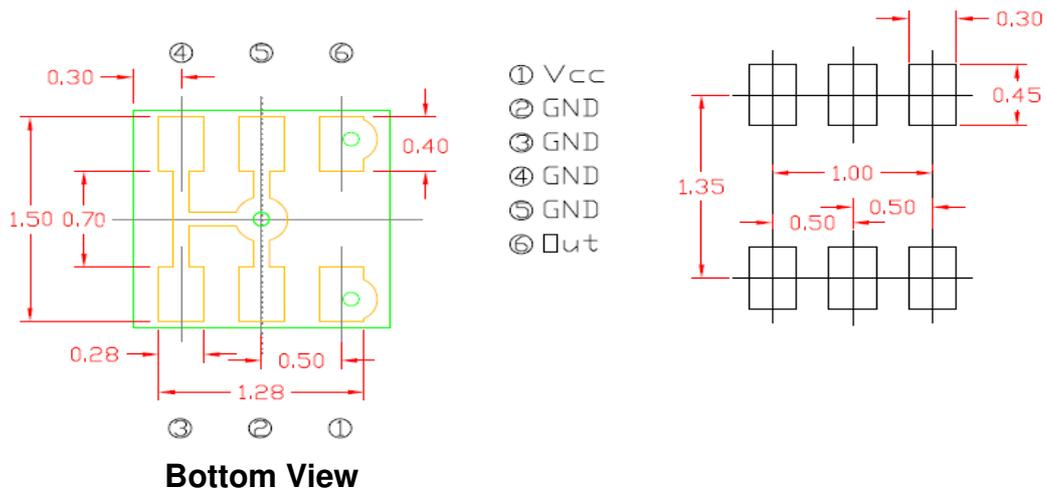 ④ ⑤ ⑥
0.30
1.50 0.70
0.40
0.28
0.50
1.28
③ ② ①
Bottom View
① Vcc
② GND
③ GND
④ GND
⑤ GND
⑥ Out
0.30
0.45
1.35
1.00
0.50
0.50